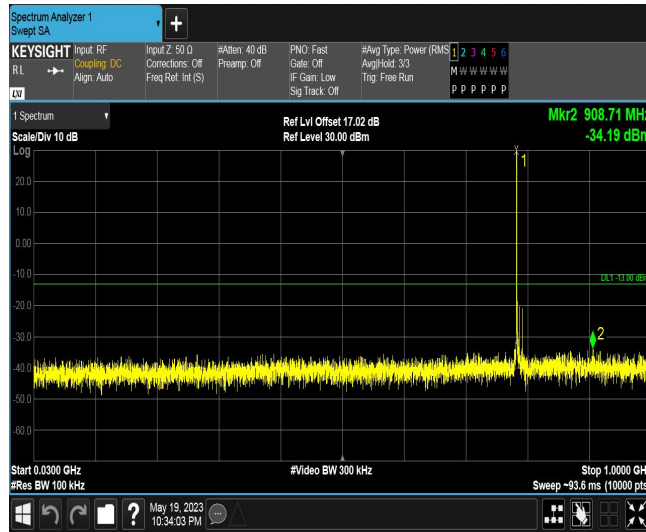 Spectrum Analyzer 1
Swept SA
+
KEYSIGHT
RL
LXI
Input: RF
Coupling: DC
Align: Auto
Input Z: 50 Ω
Corrections: Off
Freq Ref: Int (S)
#Atten: 40 dB
Preamp: Off
PNO: Fast
Gate: Off
IF Gain: Low
Sig Track: Off
#Avg Type: Power (RMS
Avg|Hold: 3/3
Trig: Free Run
1 2 3 4 5 6
M W W W W W
P P P P P P
1 Spectrum
Scale/Div 10 dB
Log
Ref Lvl Offset 17.02 dB
Ref Level 30.00 dBm
Mkr2 908.71 MHz
-34.19 dBm
1
20.0
10.0
0.00
-10.0
DL1 -13.00 dBm
-20.0
-30.0
2
-40.0
-50.0
-60.0
Start 0.0300 GHz
#Res BW 100 kHz
#Video BW 300 kHz
Stop 1.0000 GH
Sweep ~93.6 ms (10000 pts
?
May 19, 2023
10:34:03 PM